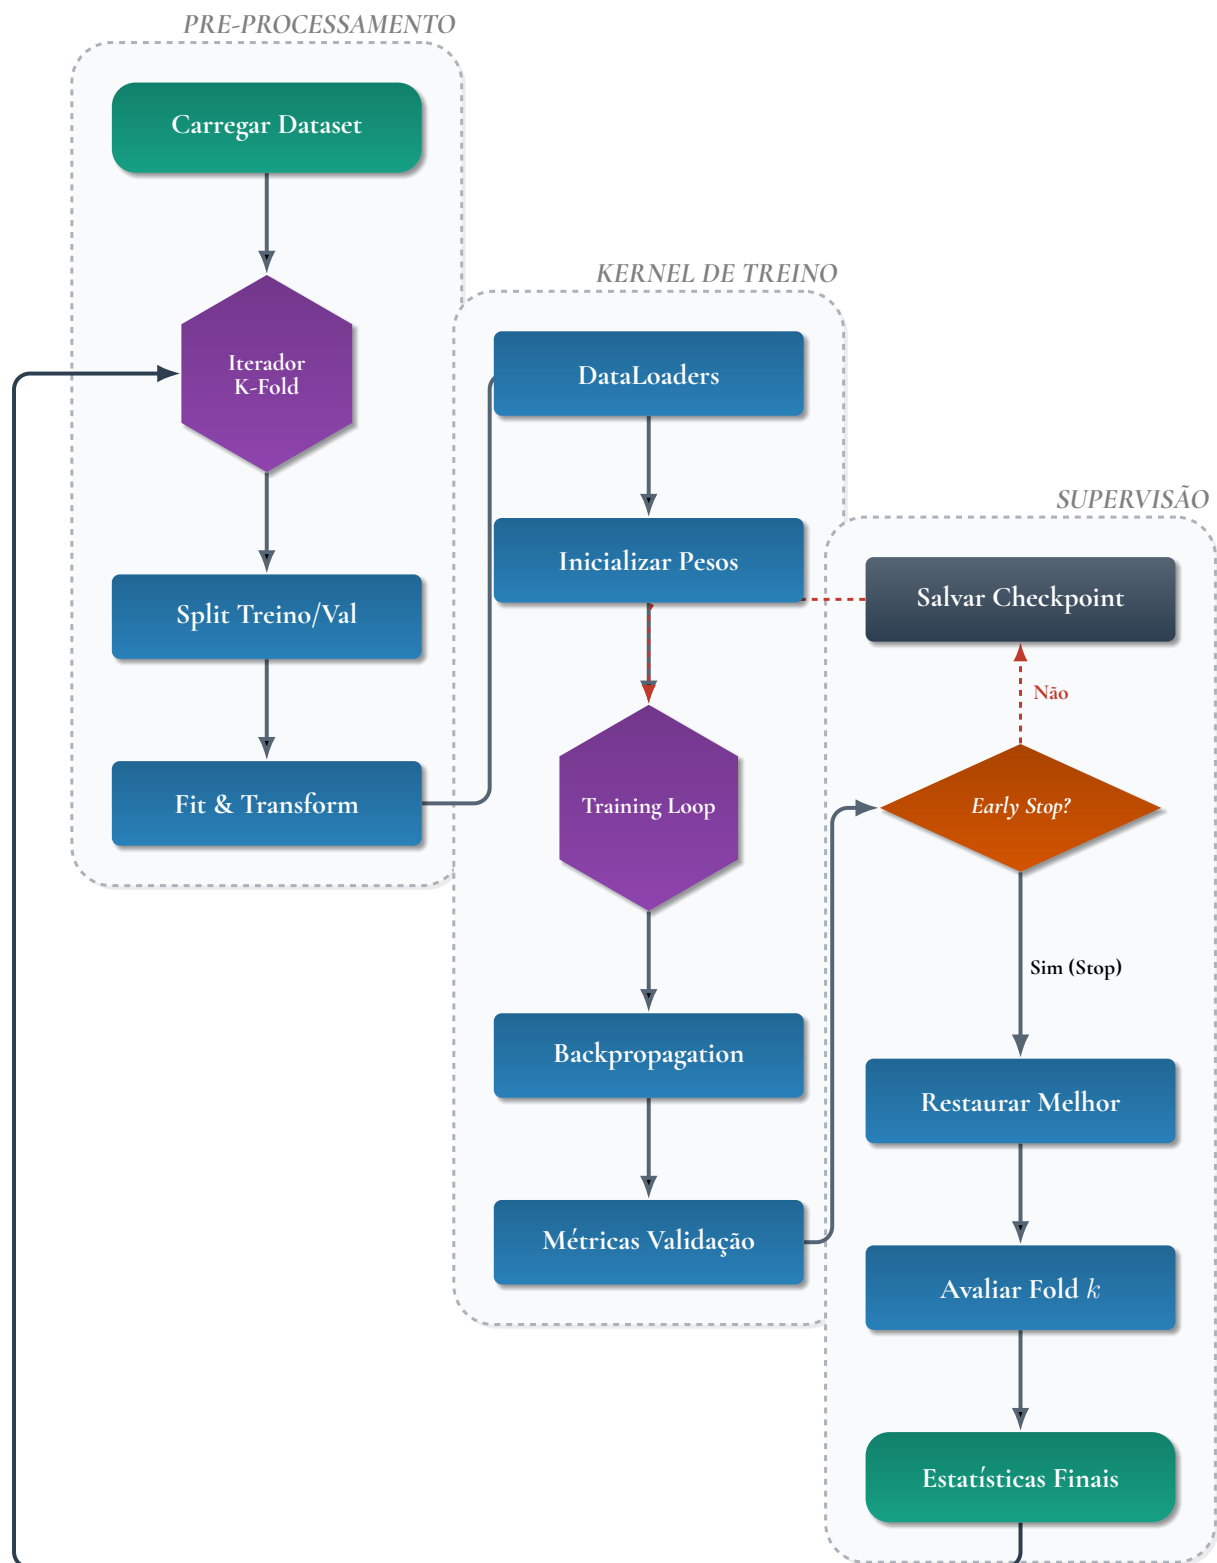 PRE-PROCESSAMENTO
Carregar Dataset
Iterador
K-Fold
Split Treino/Val
Fit & Transform
KERNEL DE TREINO
DataLoaders
Inicializar Pesos
Training Loop
Backpropagation
Métricas Validação
SUPERVISÃO
Salvar Checkpoint
Não
Early Stop?
Sim (Stop)
Restaurar Melhor
Avaliar Fold k
Estatísticas Finais